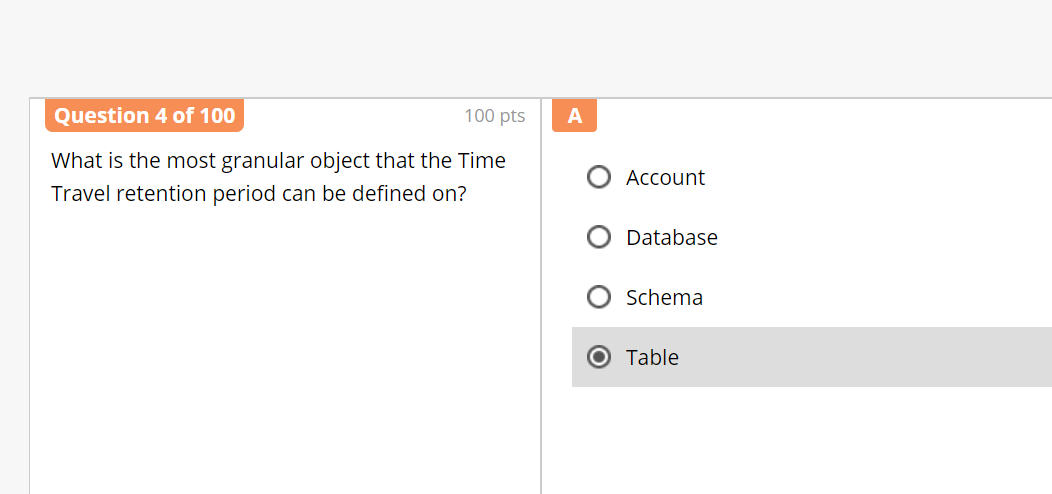 Question 4 of 100
100 pts
What is the most granular object that the Time
Travel retention period can be defined on?
A
Account
Database
Schema
Table